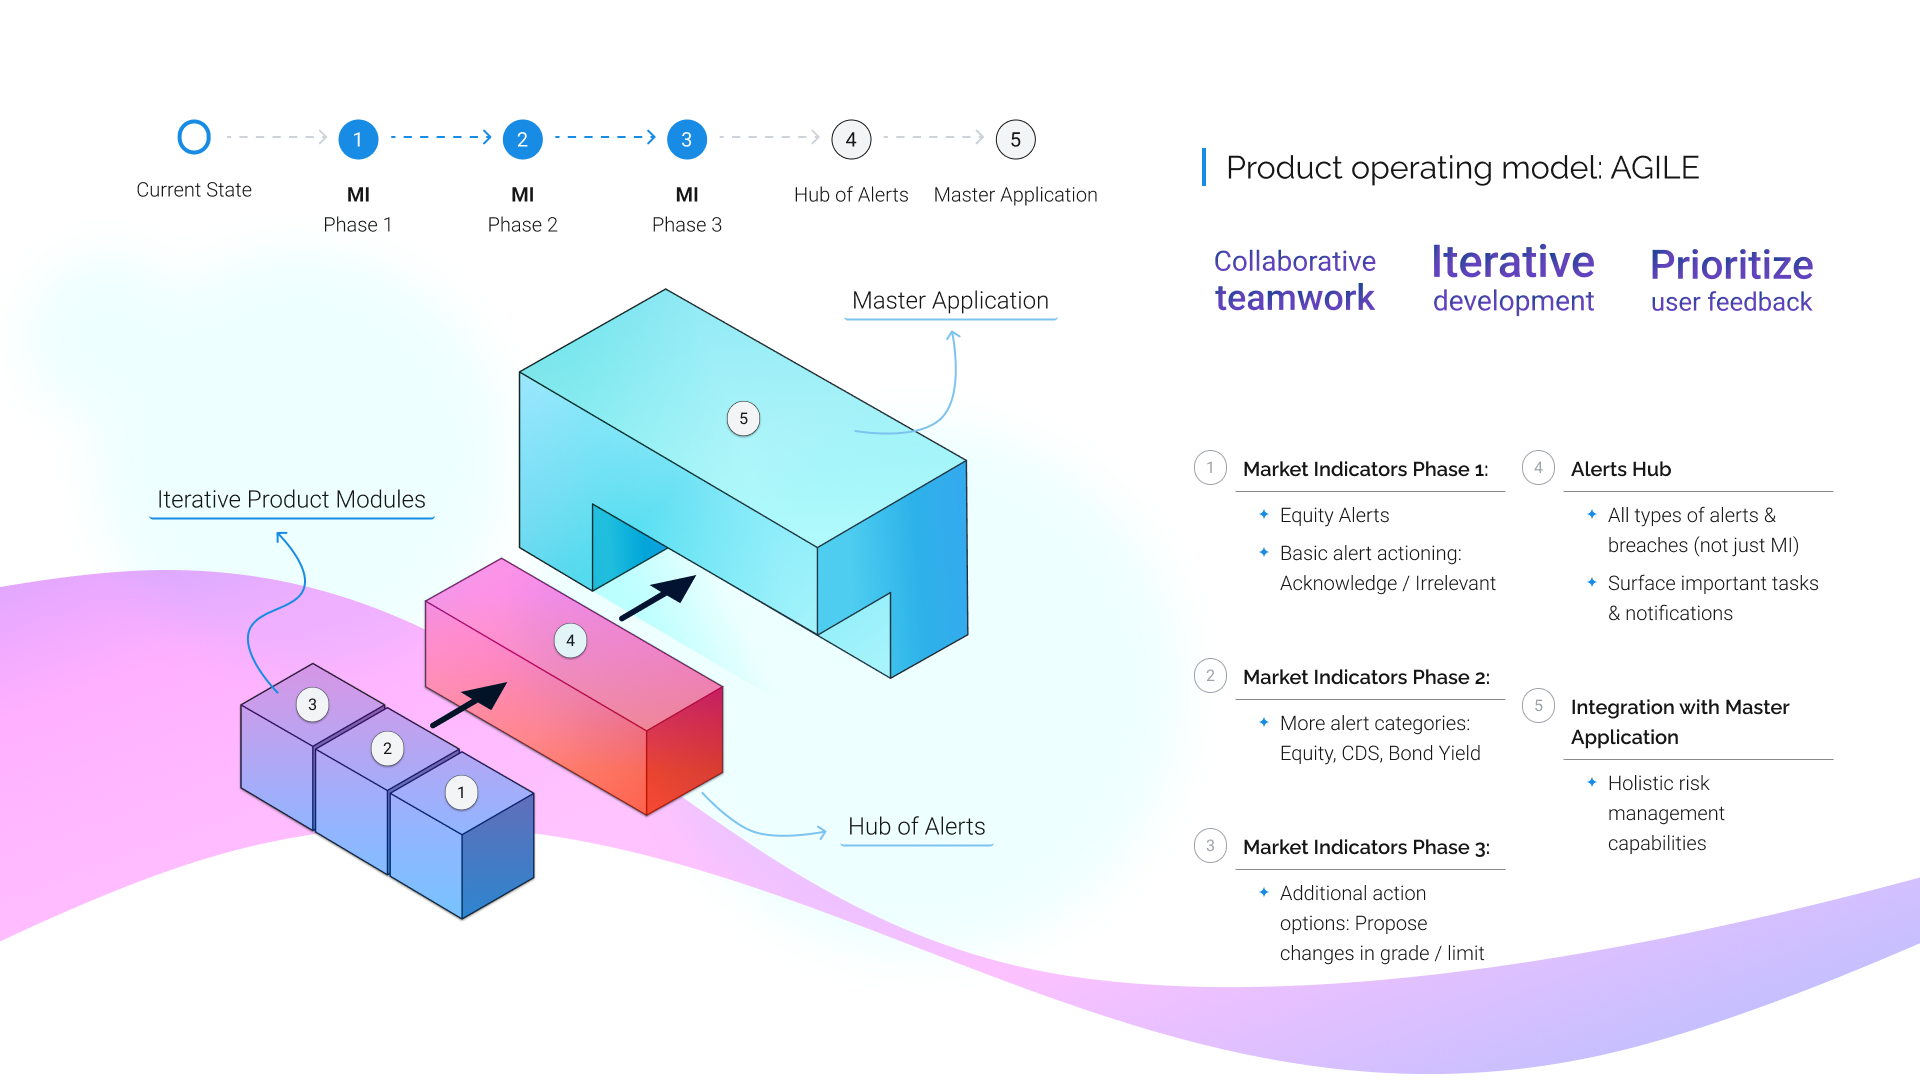 1
2
3
4
5
Current State
MI
Phase 1
MI
Phase 2
MI
Phase 3
Hub of Alerts
Master Application
Master Application
5
Iterative Product Modules
4
3
2
1
Hub of Alerts
Product operating model: AGILE
Collaborative
teamwork
Iterative
development
Prioritize
user feedback
1
Market Indicators Phase 1:
Equity Alerts
Basic alert actioning:
Acknowledge / Irrelevant
2
Market Indicators Phase 2:
More alert categories:
Equity, CDS, Bond Yield
3
Market Indicators Phase 3:
Additional action
options: Propose
changes in grade / limit
4
Alerts Hub
All types of alerts &
breaches (not just MI)
Surface important tasks
& notifications
5
Integration with Master
Application
Holistic risk
management
capabilities